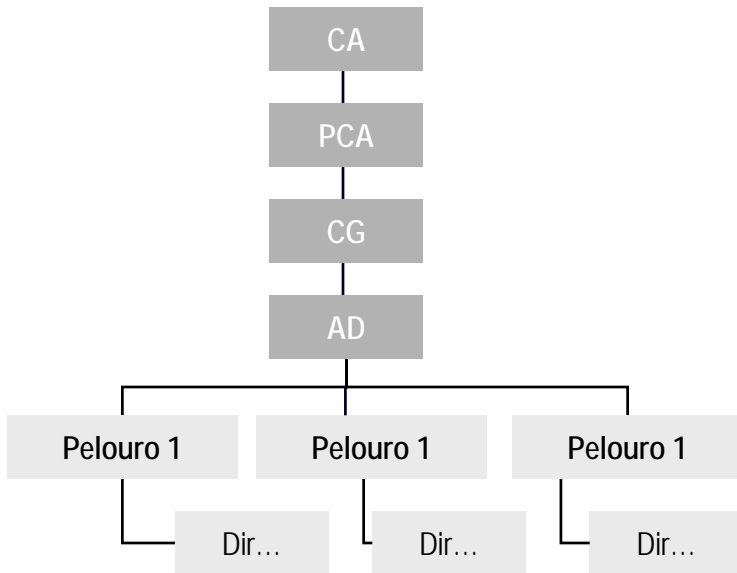 CA
PCA
CG
AD
Pelouro 1
Pelouro 1
Pelouro 1
Dir...
Dir...
Dir...